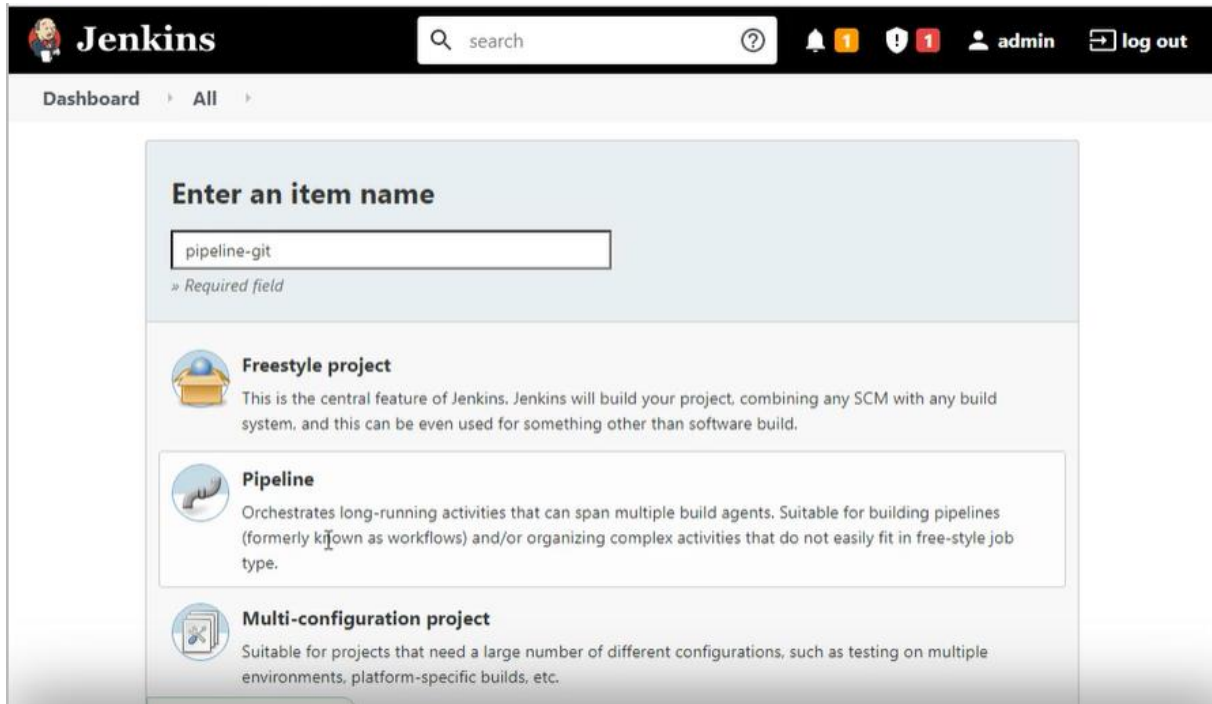 Jenkins
search
1
1
admin
log out
Dashboard
All
Enter an item name
pipeline-git
» Required field
Freestyle project
This is the central feature of Jenkins. Jenkins will build your project, combining any SCM with any build
system, and this can be even used for something other than software build.
Pipeline
Orchestrates long-running activities that can span multiple build agents. Suitable for building pipelines
(formerly known as workflows) and/or organizing complex activities that do not easily fit in free-style job
type.
Multi-configuration project
Suitable for projects that need a large number of different configurations, such as testing on multiple
environments, platform-specific builds, etc.